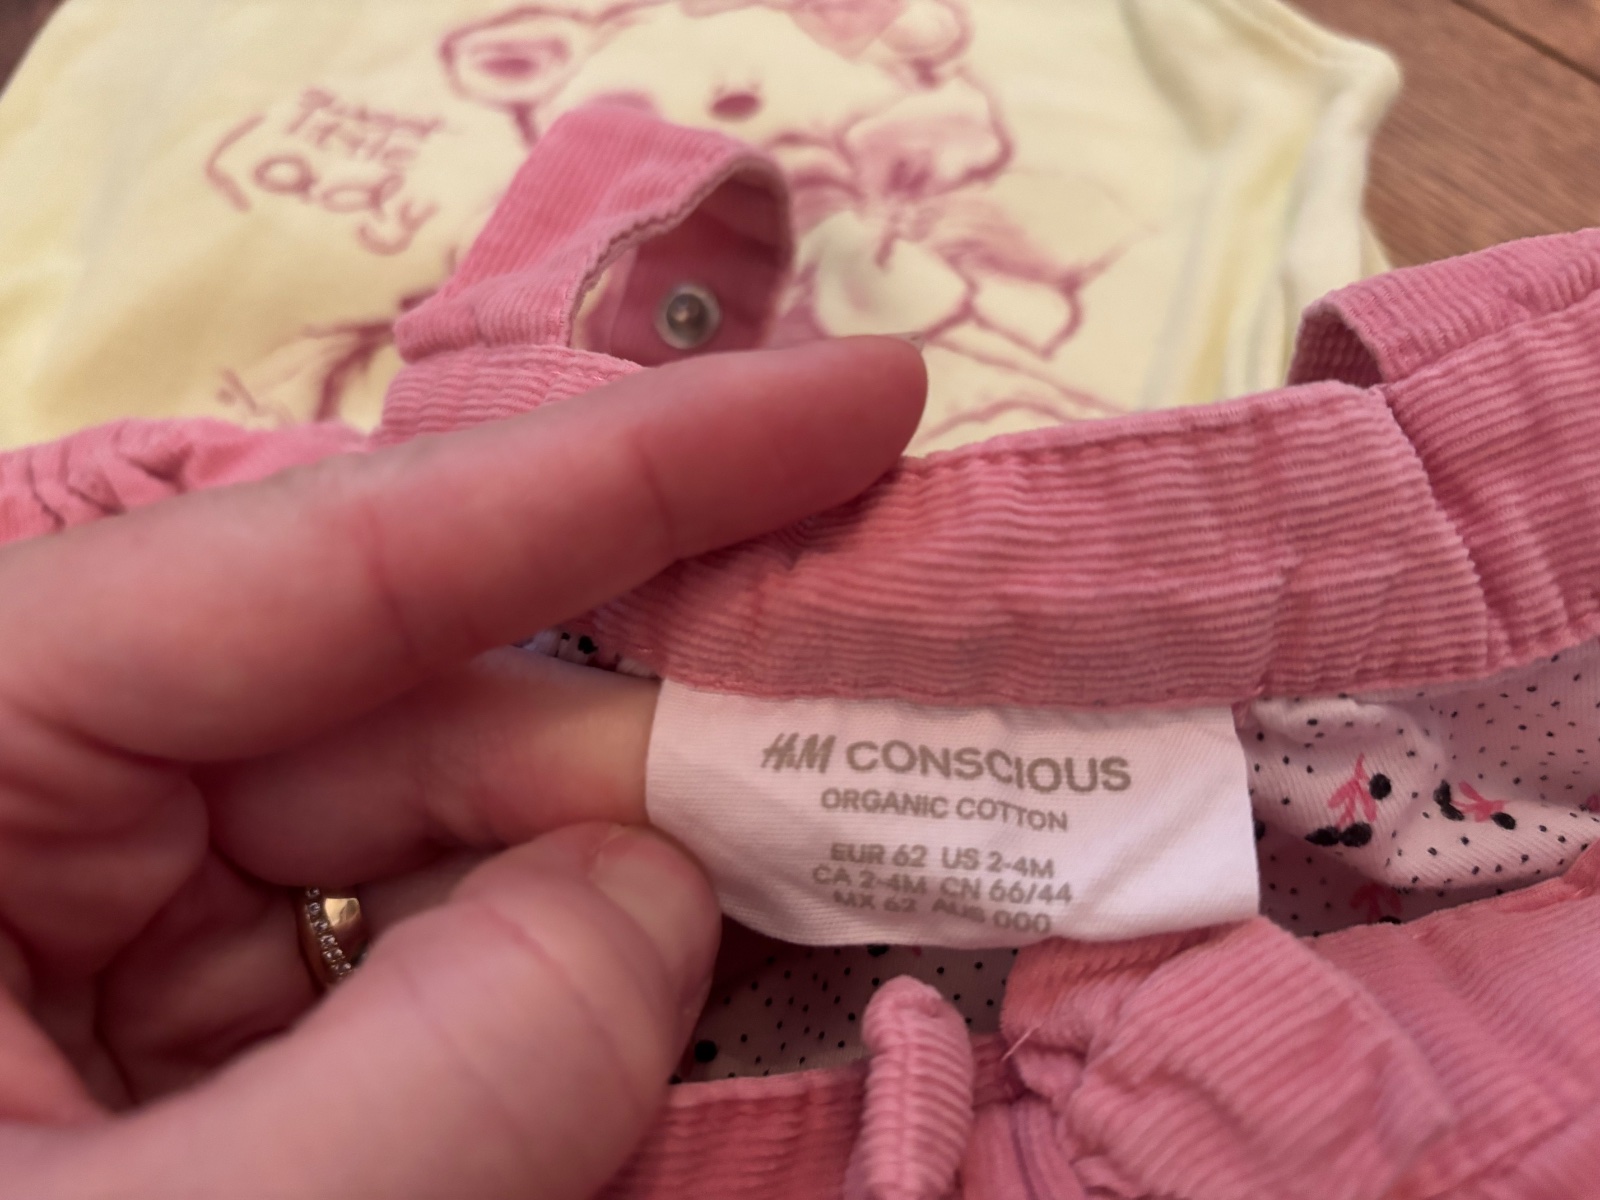 little
Lady
H&M CONSCIOUS
ORGANIC COTTON
EUR 62 US 2-4M
CA 2-4M CN 66/44
MX 62 AUS 000